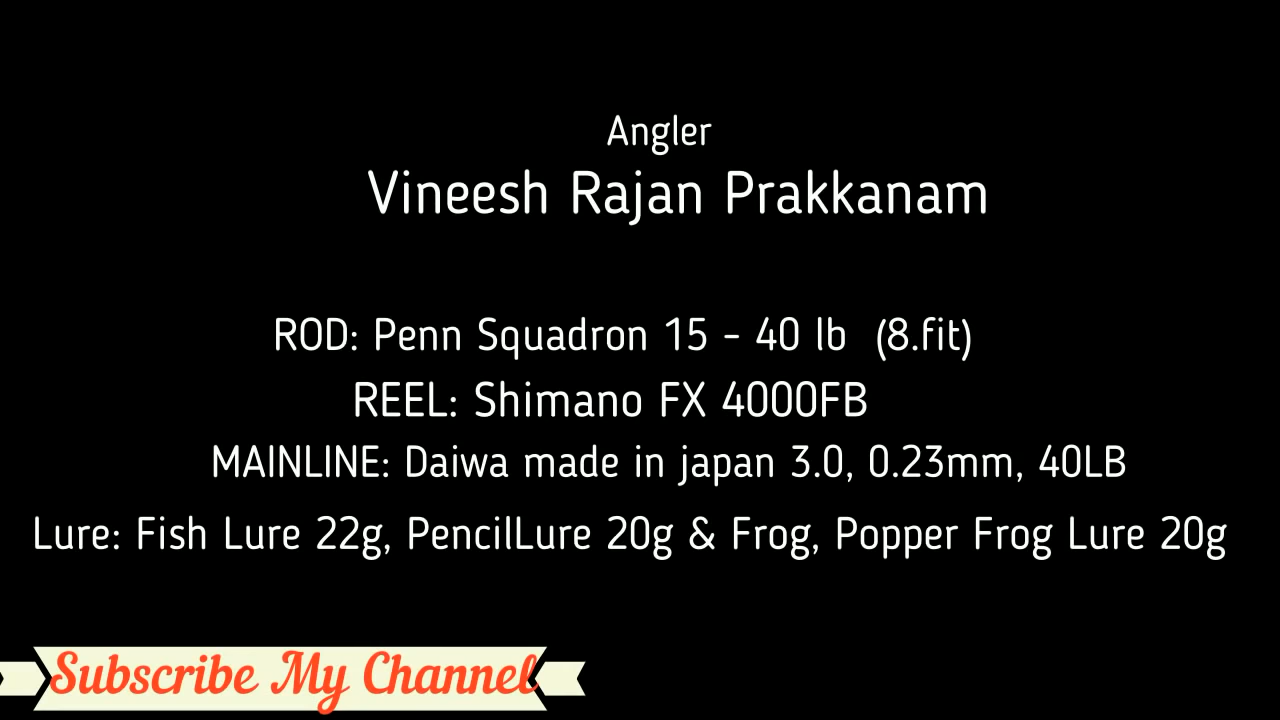 Angler
Vineesh Rajan Prakkanam
ROD: Penn Squadron 15 - 40 lb (8.fit)
REEL: Shimano FX 4000FB
MAINLINE: Daiwa made in japan 3.0, 0.23mm, 40LB
Lure: Fish Lure 22g, PencilLure 20g & Frog, Popper Frog Lure 20g
Subscribe My Channel